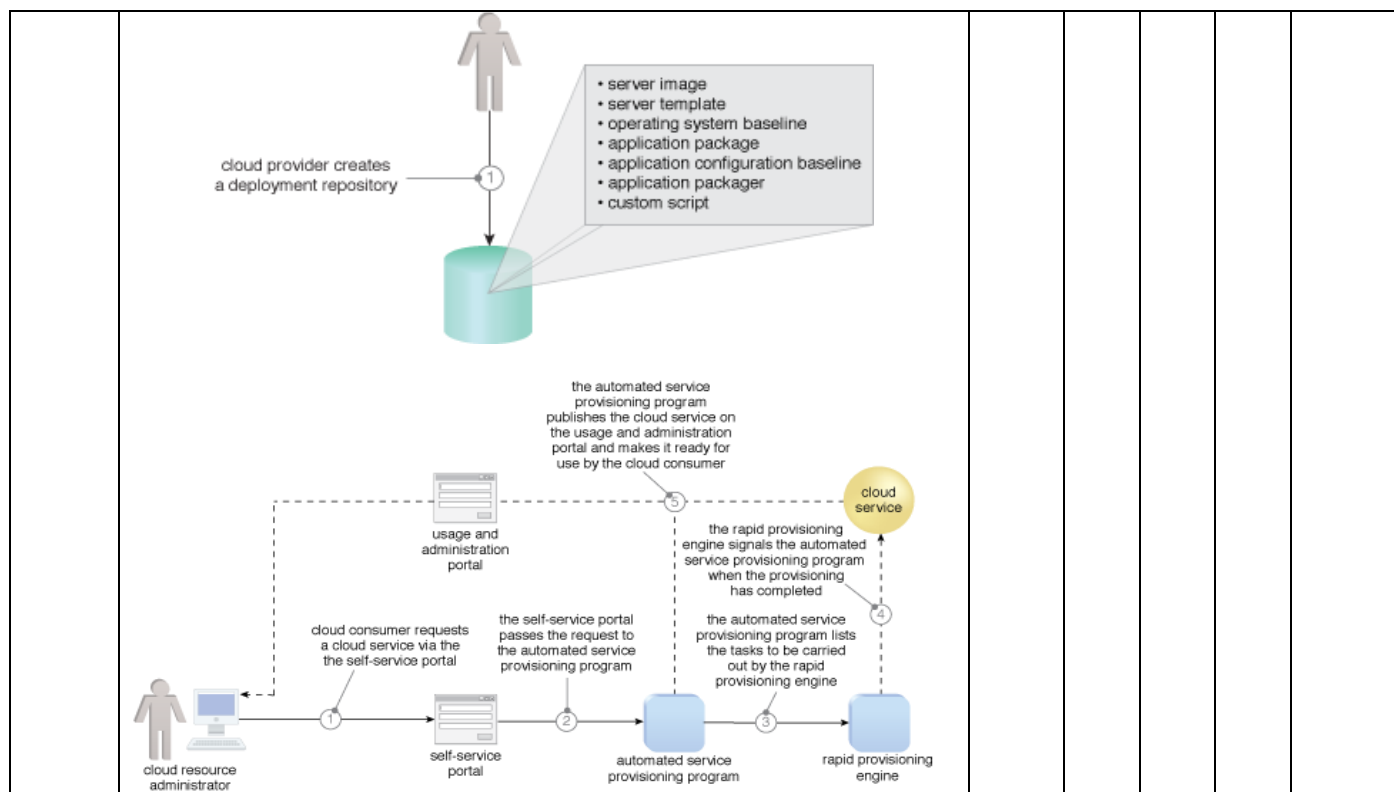 • server image
• server template
• operating system baseline
• application package
• application configuration baseline
• application packager
• custom script
cloud provider creates
a deployment repository
1
the automated service
provisioning program
publishes the cloud service on
the usage and administration
portal and makes it ready for
use by the cloud consumer
5
cloud
service
usage and
administration
portal
the rapid provisioning
engine signals the automated
service provisioning program
when the provisioning
has completed
4
cloud consumer requests
a cloud service via the
the self-service portal
1
the self-service portal
passes the request to
the automated service
provisioning program
2
the automated service
provisioning program lists
the tasks to be carried
out by the rapid
provisioning engine
3
cloud resource
administrator
self-service
portal
automated service
provisioning program
rapid provisioning
engine